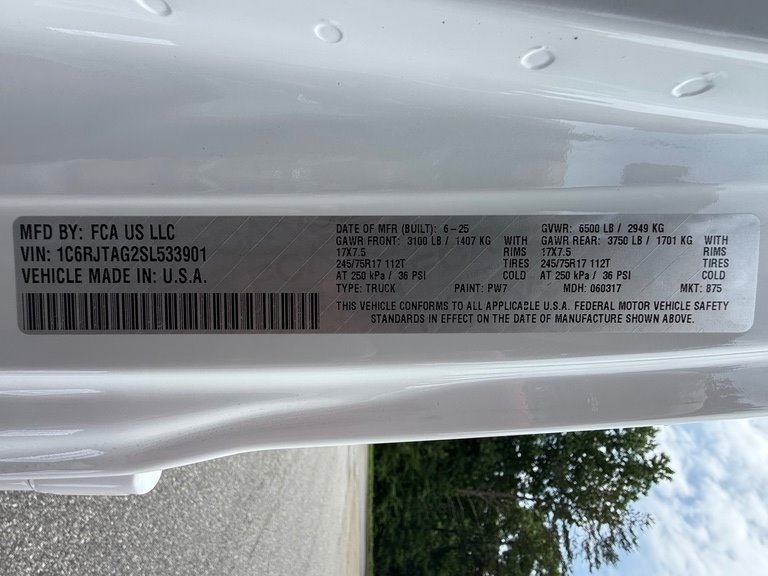 MFD BY: FCA US LLC
VIN: 1C6RJTAG2SL533901
VEHICLE MADE IN U.S.A.
DATE OF MFR (BUILT): 6-25 GVWR: 6500 LB / 2949 KG
GAWR FRONT: 3100 LB / 1407 KG WITH GAWR REAR: 3750 LB / 1701 KG WITH
17X7.5 RIMS 17X7.5 RIMS
245/75R17 112T TIRES 245/75R17 112T TIRES
AT 250 kPa / 36 PSI COLD AT 250 kPa / 36 PSI COLD
TYPE: TRUCK PAINT: PW7 MDH: 060317 MKT: 875
THIS VEHICLE CONFORMS TO ALL APPLICABLE U.S.A. FEDERAL MOTOR VEHICLE SAFETY
STANDARDS IN EFFECT ON THE DATE OF MANUFACTURE SHOWN ABOVE.